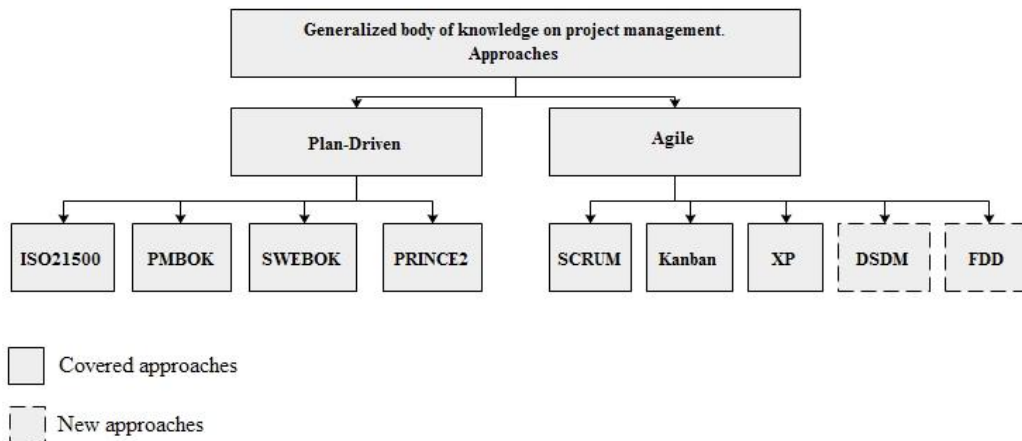 Generalized body of knowledge on project management.
Approaches
Plan-Driven
Agile
ISO21500
PMBOK
SWEBOK
PRINCE2
SCRUM
Kanban
XP
DSDM
FDD
Covered approaches
New approaches